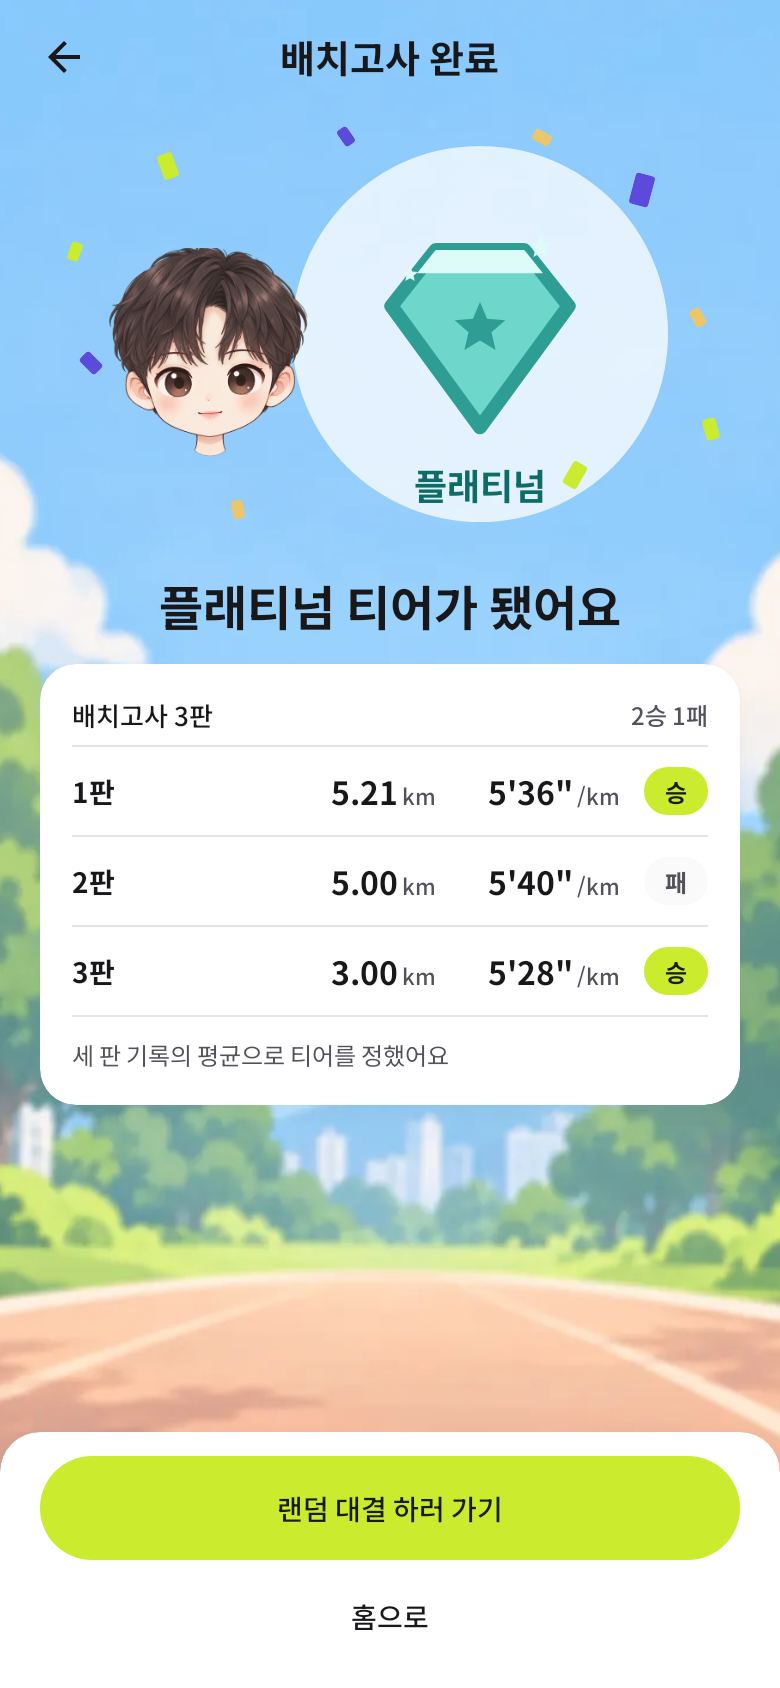 배치고사 완료
플래티넘
플래티넘 티어가 됐어요
배치고사 3판 2승 1패
1판 5.21 km 5'36" /km 승
2판 5.00 km 5'40" /km 패
3판 3.00 km 5'28" /km 승
세 판 기록의 평균으로 티어를 정했어요
랜덤 대결 하러 가기
홈으로